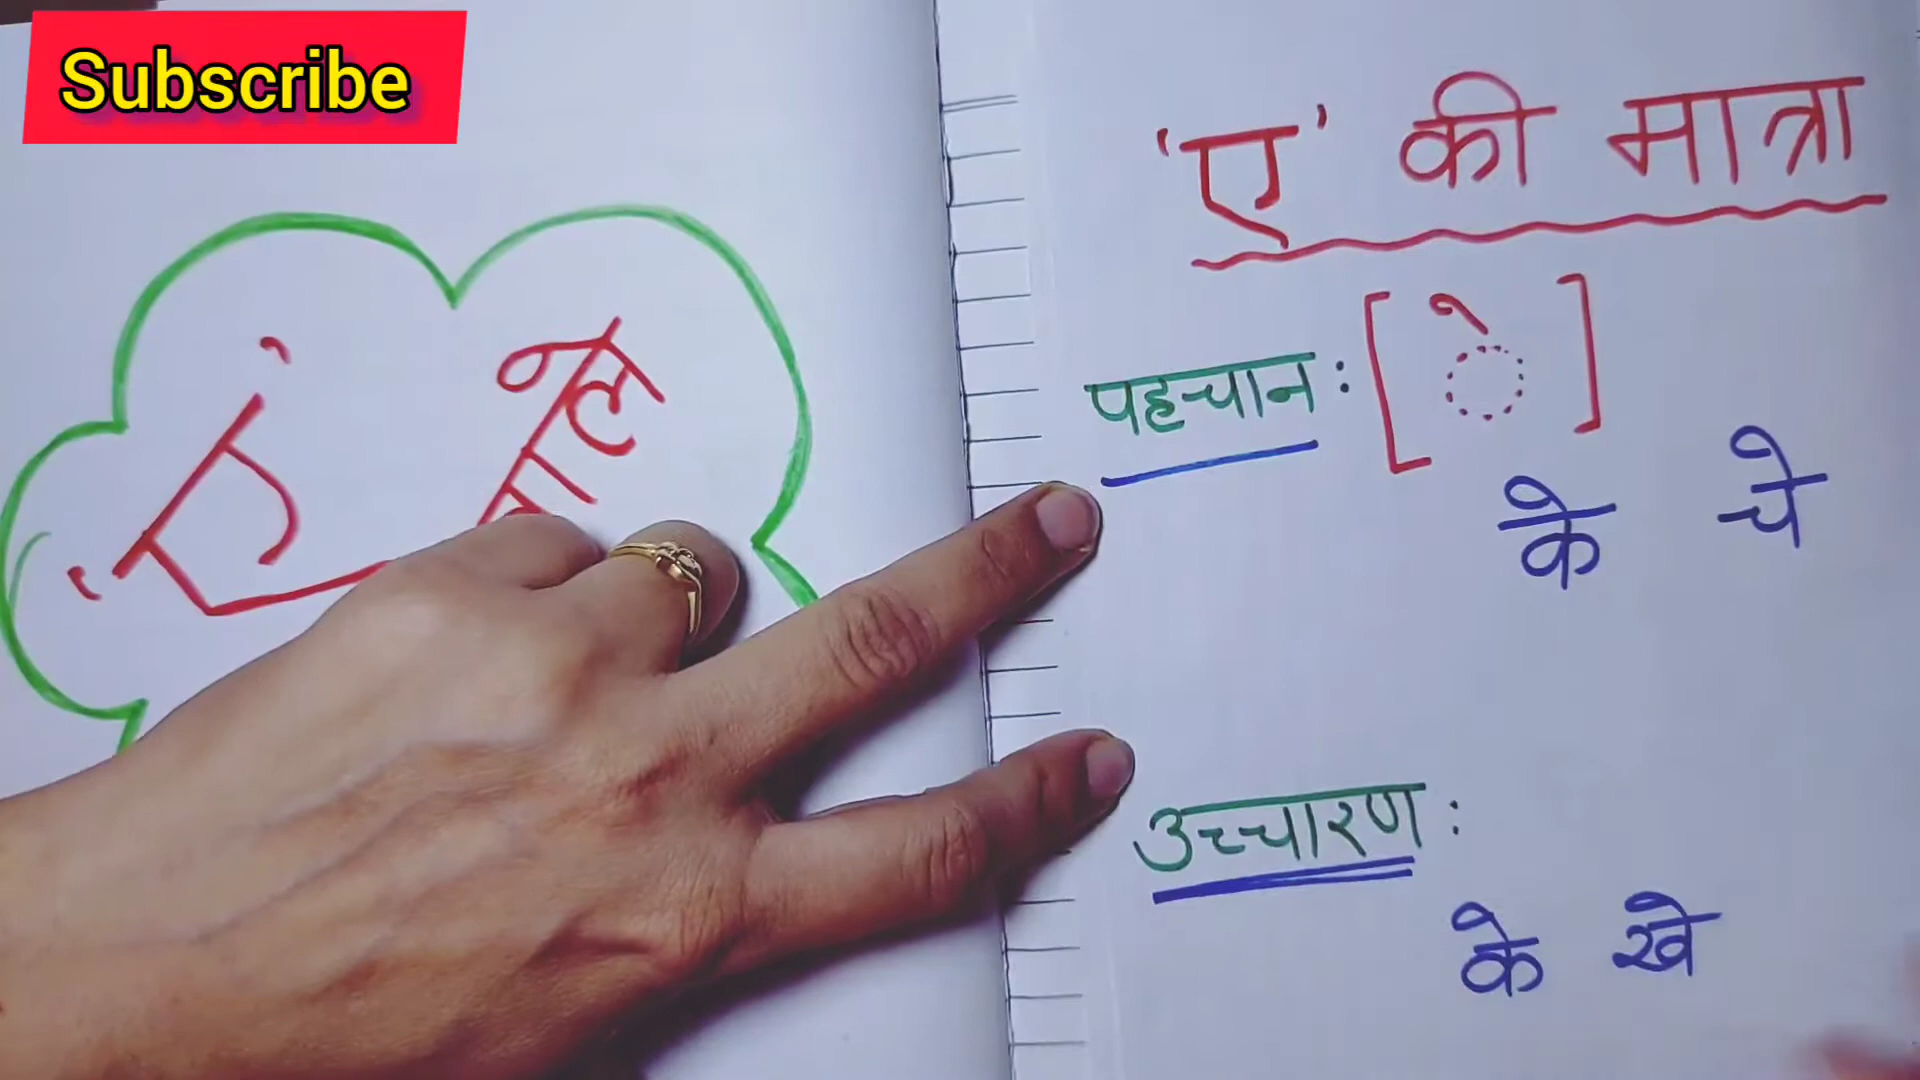 Subscribe
'ए' की मात्रा
पहचान : [ े ]
के चे
उच्चारण :
के खे
'ए'